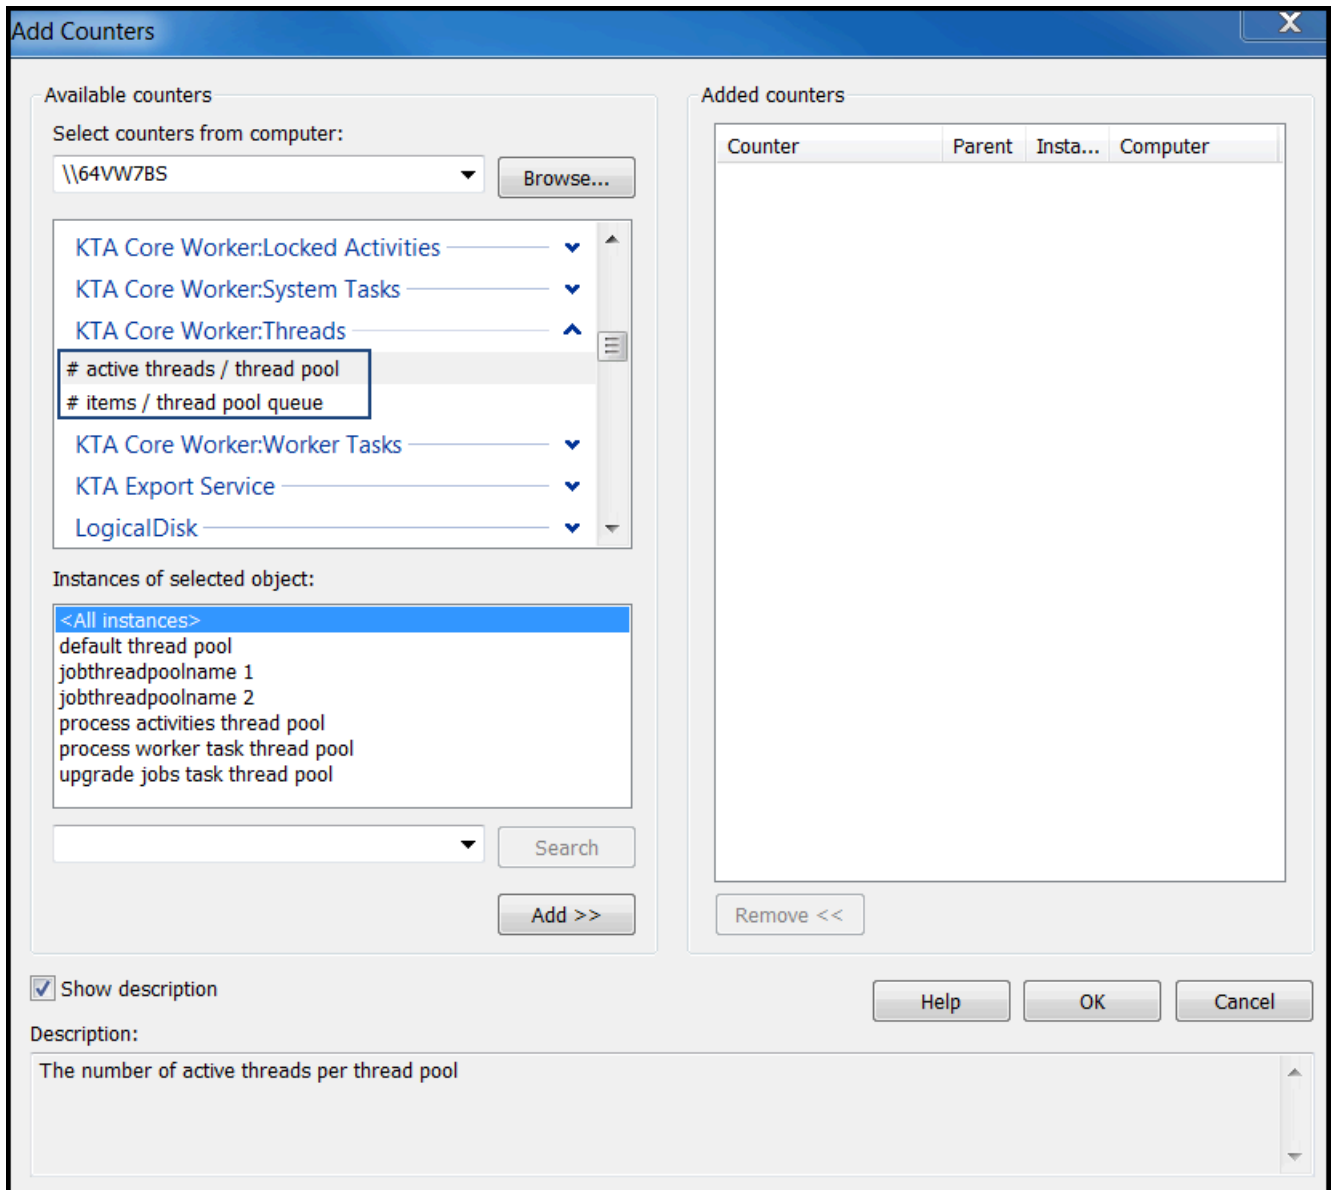 Add Counters
X
Available counters
Select counters from computer:
\\64VW7BS
Browse...
KTA Core Worker:Locked Activities
KTA Core Worker:System Tasks
KTA Core Worker:Threads
# active threads / thread pool
# items / thread pool queue
KTA Core Worker:Worker Tasks
KTA Export Service
LogicalDisk
Instances of selected object:
<All instances>
default thread pool
jobthreadpoolname 1
jobthreadpoolname 2
process activities thread pool
process worker task thread pool
upgrade jobs task thread pool
Search
Add >>
Added counters
Counter Parent Insta... Computer
Remove <<
Show description
Help OK Cancel
Description:
The number of active threads per thread pool